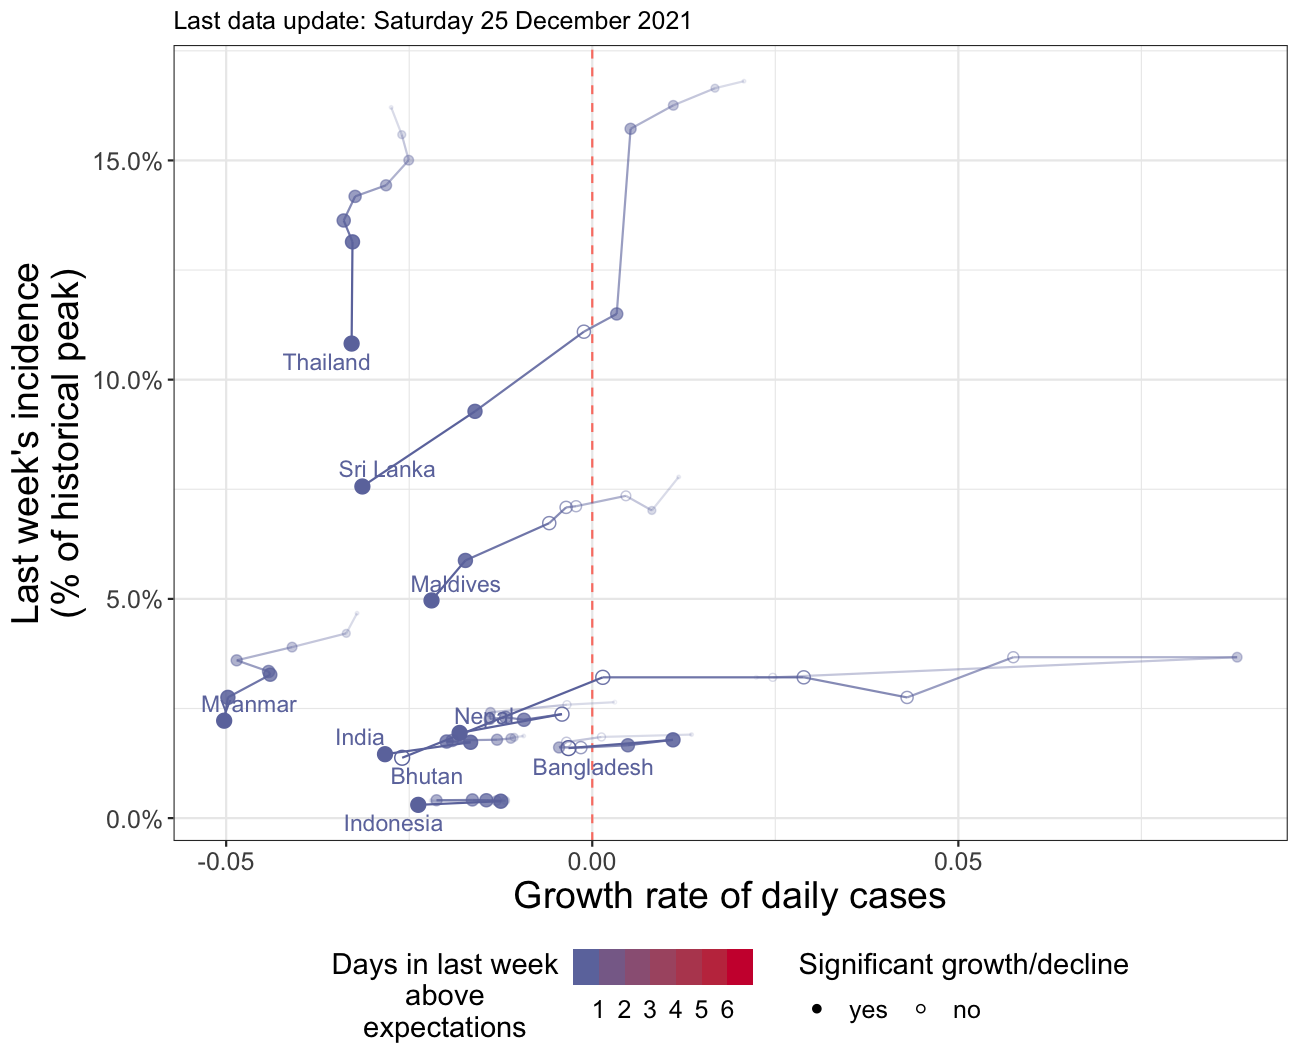 Last data update: Saturday 25 December 2021
Last week's incidence
(% of historical peak)
15.0%
10.0%
5.0%
0.0%
Thailand
Sri Lanka
Maldives
Myanmar
Nepal
India
Bhutan
Bangladesh
Indonesia
-0.05
0.00
0.05
Growth rate of daily cases
Days in last week
above
expectations
1 2 3 4 5 6
Significant growth/decline
yes
no